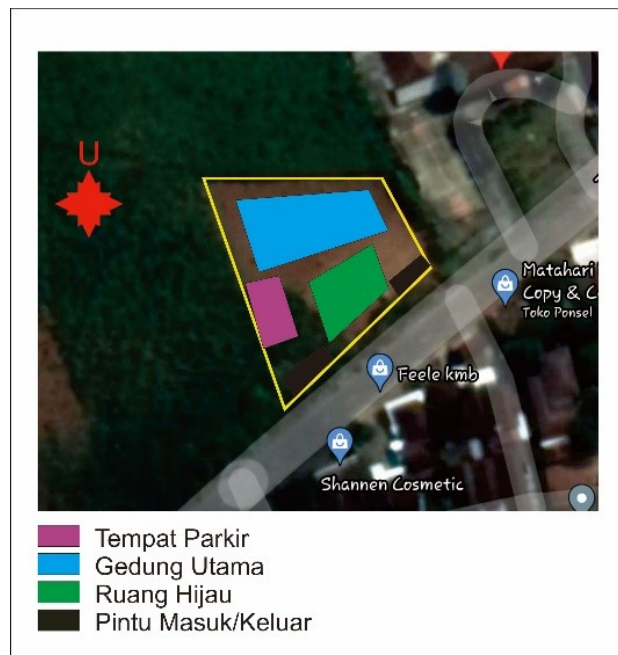 U
Matahari
Copy & C
Toko Ponsel
Feele kmb
Shannen Cosmetic
Tempat Parkir
Gedung Utama
Ruang Hijau
Pintu Masuk/Keluar